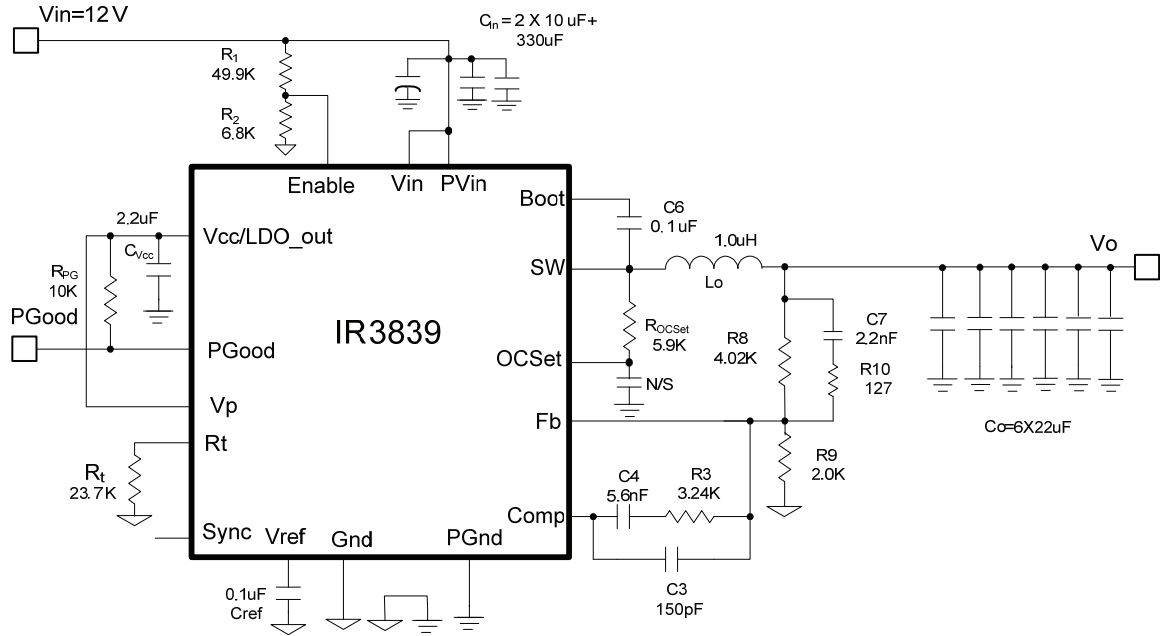 Vin=12 V
CIn = 2 X 10 uF+
330uF
R1
49.9K
R2
6.8K
Enable
Vin
PVin
Boot
C6
0.1uF
2.2uF
CVcc
Vcc/LDO_out
SW
1.0uH
Lo
Vo
RPG
10K
PGood
PGood
IR3839
ROCSet
5.9K
OCSet
N/S
R8
4.02K
C7
2.2nF
R10
127
Vp
Fb
Co=6X22uF
Rt
Rt
23.7K
R9
2.0K
C4
5.6nF
R3
3.24K
Comp
Sync
Vref
Gnd
PGnd
0.1uF
Cref
C3
150pF